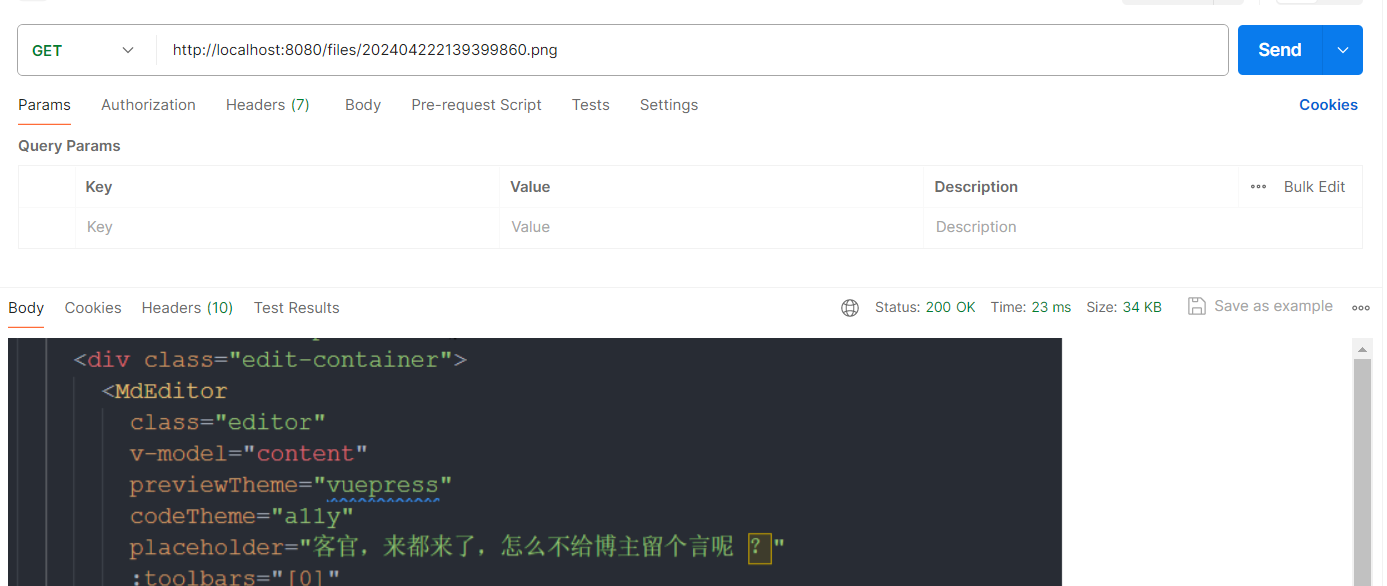 GET http://localhost:8080/files/202404222139399860.png Send
Params Authorization Headers (7) Body Pre-request Script Tests Settings Cookies
Query Params
Key Value Description Bulk Edit
Key Value Description
Body Cookies Headers (10) Test Results Status: 200 OK Time: 23 ms Size: 34 KB Save as example
<div class="edit-container">
<MdEditor
class="editor"
v-model="content"
previewTheme="vuepress"
codeTheme="a11y"
placeholder="客官，来都来了，怎么不给博主留个言呢 ？"
:toolbars="[0]"